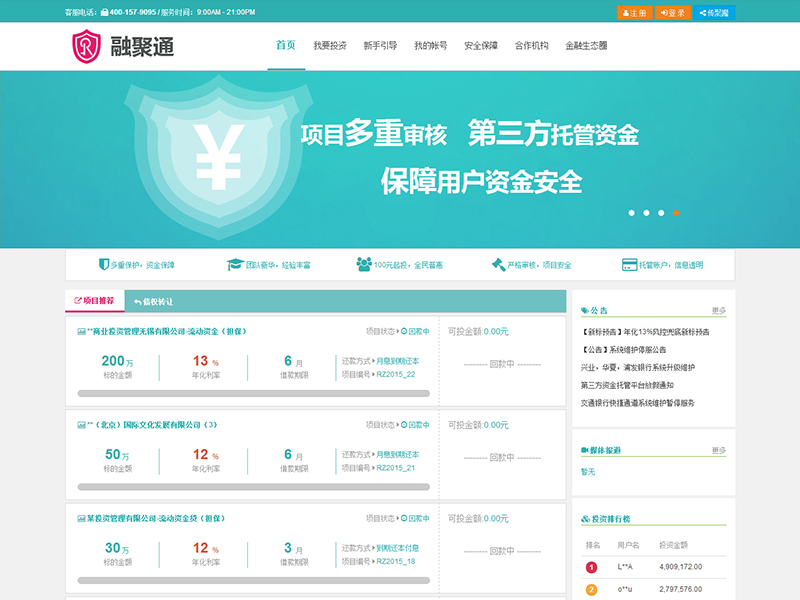 客服电话: 400-157-9095 / 服务时间: 9:00AM - 21:00PM
注册 登录 传聚魔
融聚通
首页 我要投资 新手引导 我的帐号 安全保障 合作机构 金融生态圈
¥
项目多重审核 第三方托管资金
保障用户资金安全
多重保护，资金保障 团队豪华，经验丰富 100元起投，全民普惠 严格审核，项目安全 托管账户，信息透明
项目推荐 债权转让
**商业投资管理无锡有限公司-流动资金（担保） 项目状态 回款中
200万 13 % 6 月
标的金额 年化利率 借款期限
还款方式 月息到期还本
项目编号 RZ2015_22
可投金额:0.00元
-------- 回款中 --------
**（北京）国际文化发展有限公司（3） 项目状态 回款中
50万 12 % 6 月
标的金额 年化利率 借款期限
还款方式 月息到期还本
项目编号 RZ2015_21
可投金额:0.00元
-------- 回款中 --------
某投资管理有限公司-流动资金贷（担保） 项目状态 回款中
30万 12 % 3 月
标的金额 年化利率 借款期限
还款方式 到期还本付息
项目编号 RZ2015_18
可投金额:0.00元
-------- 回款中 --------
公告 更多
【新标预告】年化13%风控兜底新标预告
【公告】系统维护停服公告
兴业，华夏，浦发银行系统升级维护
第三方资金托管平台放假通知
交通银行快捷通道系统维护暂停服务
媒体报道 更多
暂无
投资排行榜
排名 用户名 投资金额
1 L**A 4,909,172.00
2 o**u 2,797,576.00